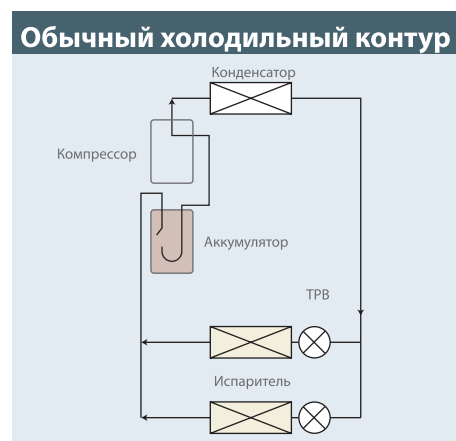 Обычный холодильный контур
Конденсатор
Компрессор
Аккумулятор
ТРВ
Испаритель